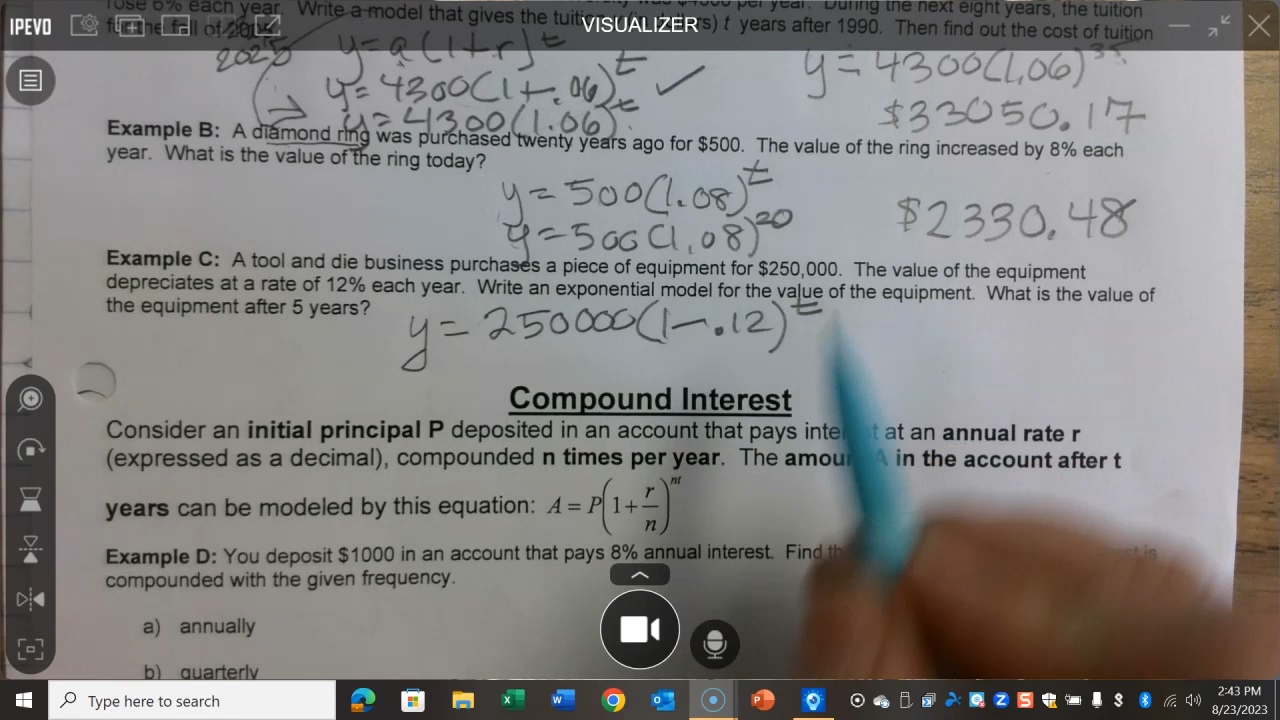 IPEVO
VISUALIZER
rose 6% each year. Write a model that gives the tuition t years after 1990. Then find out the cost of tuition
per year. During the next eight years, the tuition
2025
y = a(1+r)^t
y = 4300(1+.06)^t ✓
y = 4300(1.06)^t
y = 4300(1.06)^35
$33050.17
Example B: A diamond ring was purchased twenty years ago for $500. The value of the ring increased by 8% each
year. What is the value of the ring today?
y = 500(1.08)^t
y = 500(1.08)^20
$2330.48
Example C: A tool and die business purchases a piece of equipment for $250,000. The value of the equipment
depreciates at a rate of 12% each year. Write an exponential model for the value of the equipment. What is the value of
the equipment after 5 years?
y = 250000(1-.12)^t
Compound Interest
Consider an initial principal P deposited in an account that pays at an annual rate r
(expressed as a decimal), compounded n times per year. The in the account after t
years can be modeled by this equation: A = P(1 + r/n)^nt
Example D: You deposit $1000 in an account that pays 8% annual interest. Find
compounded with the given frequency.
a) annually
b) quarterly
Type here to search
2:43 PM
8/23/2023